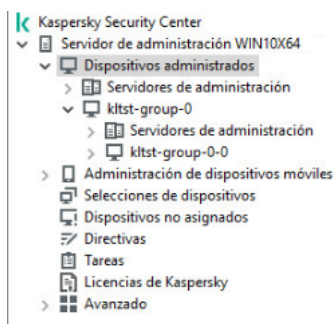 Kaspersky Security Center
Servidor de administración WIN10X64
Dispositivos administrados
Servidores de administración
kltst-group-0
Servidores de administración
kltst-group-0-0
Administración de dispositivos móviles
Selecciones de dispositivos
Dispositivos no asignados
Directivas
Tareas
Licencias de Kaspersky
Avanzado